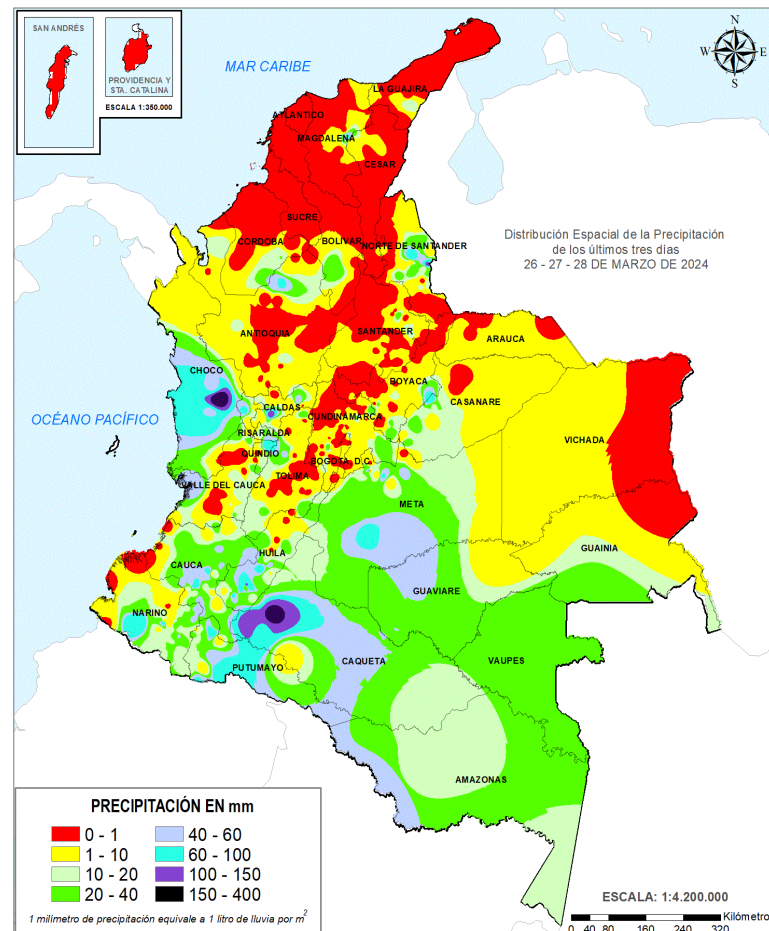 SAN ANDRÉS
PROVIDENCIA Y
STA. CATALINA
ESCALA 1:350.000
N
W
E
S
MAR CARIBE
LA GUAJIRA
ATLANTICO
MAGDALENA
CESAR
SUCRE
CORDOBA
BOLIVAR
NORTE DE SANTANDER
Distribución Espacial de la Precipitación
de los últimos tres días
26 - 27 - 28 DE MARZO DE 2024
ANTIOQUIA
SANTANDER
ARAUCA
CHOCO
BOYACA
CASANARE
CALDAS
CUNDINAMARCA
OCÉANO PACÍFICO
RISARALDA
VICHADA
QUINDIO
BOGOTA D.C.
TOLIMA
VALLE DEL CAUCA
META
GUAINIA
HUILA
CAUCA
GUAVIARE
NARINO
CAQUETA
VAUPES
PUTUMAYO
AMAZONAS
PRECIPITACIÓN EN mm
0 - 1
40 - 60
1 - 10
60 - 100
10 - 20
100 - 150
20 - 40
150 - 400
1 milímetro de precipitación equivale a 1 litro de lluvia por m²
ESCALA: 1:4.200.000
Kilómetro
0 40 80 160 240 320